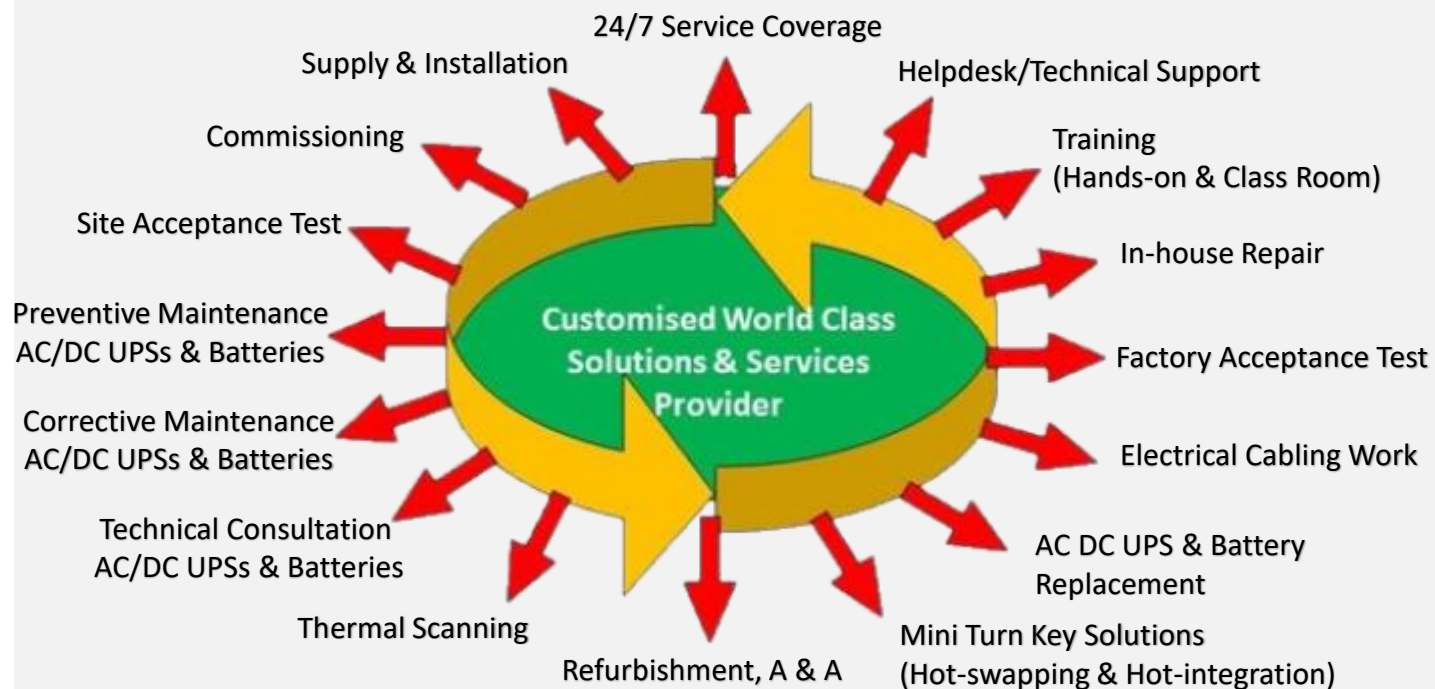 24/7 Service Coverage
Supply & Installation
Helpdesk/Technical Support
Commissioning
Training
(Hands-on & Class Room)
Site Acceptance Test
In-house Repair
Preventive Maintenance
AC/DC UPSs & Batteries
Customised World Class
Solutions & Services
Provider
Factory Acceptance Test
Corrective Maintenance
AC/DC UPSs & Batteries
Electrical Cabling Work
Technical Consultation
AC/DC UPSs & Batteries
AC DC UPS & Battery
Replacement
Thermal Scanning
Mini Turn Key Solutions
(Hot-swapping & Hot-integration)
Refurbishment, A & A